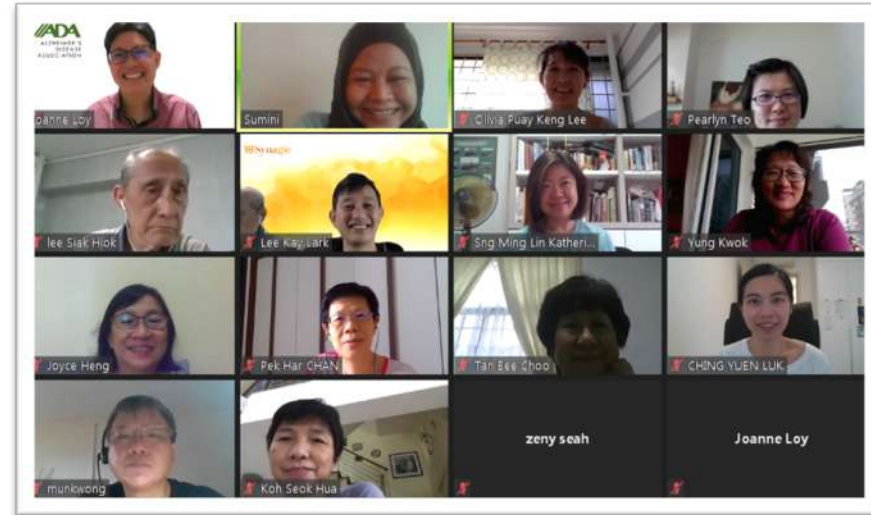 ADA
ALZHEIMER'S
DISEASE
ASSOCIATION
oanne Loy
Sumini
Olivia Puay Keng Lee
Pearlyn Teo
Synagie
lee Siak Hiok
Lee Kay Lark
Sng Ming Lin Katheri...
Yung Kwok
Joyce Heng
Pek Har CHAN
Tan Bee Choo
CHING YUEN LUK
munkwong
Koh Seok Hua
zeny seah
Joanne Loy